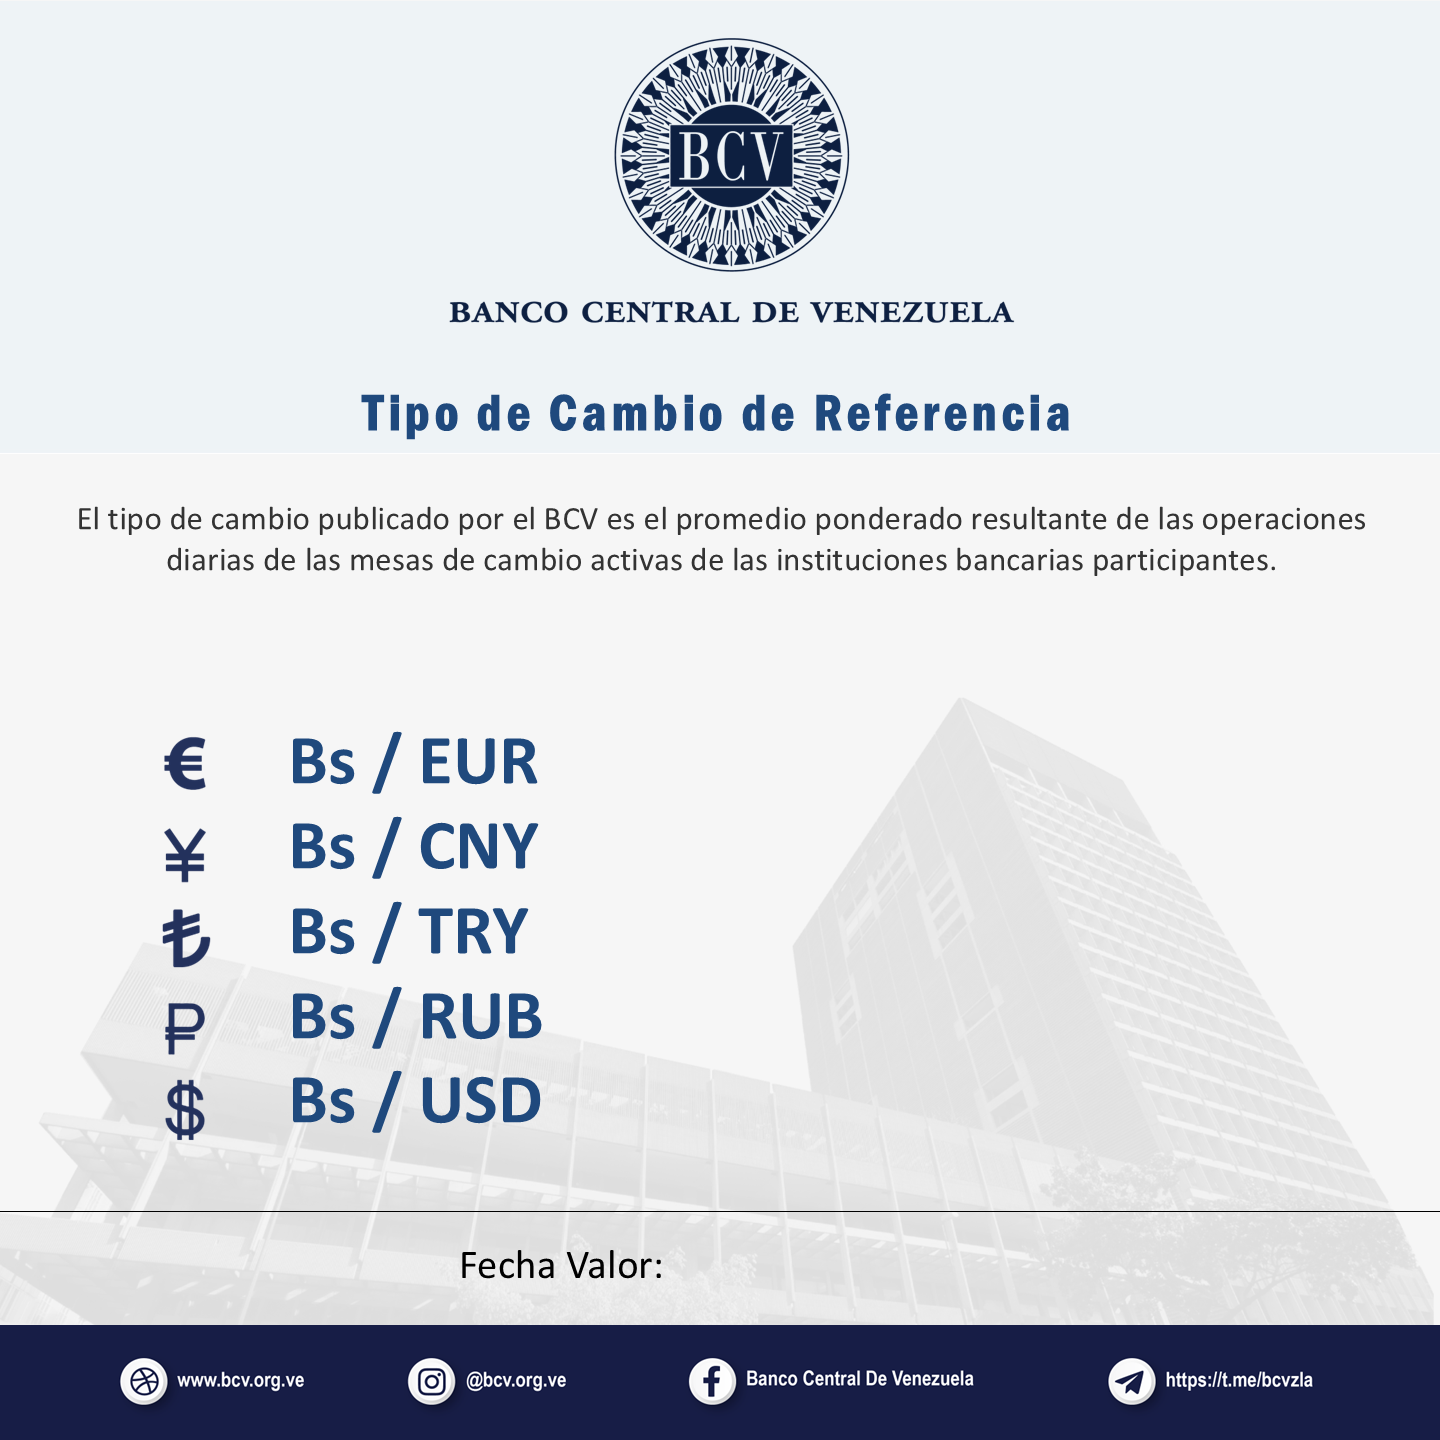 BCV
BANCO CENTRAL DE VENEZUELA
Tipo de Cambio de Referencia
El tipo de cambio publicado por el BCV es el promedio ponderado resultante de las operaciones
diarias de las mesas de cambio activas de las instituciones bancarias participantes.
€ Bs / EUR
¥ Bs / CNY
₺ Bs / TRY
₽ Bs / RUB
$ Bs / USD
Fecha Valor:
www.bcv.org.ve @bcv.org.ve Banco Central De Venezuela https://t.me/bcvzla